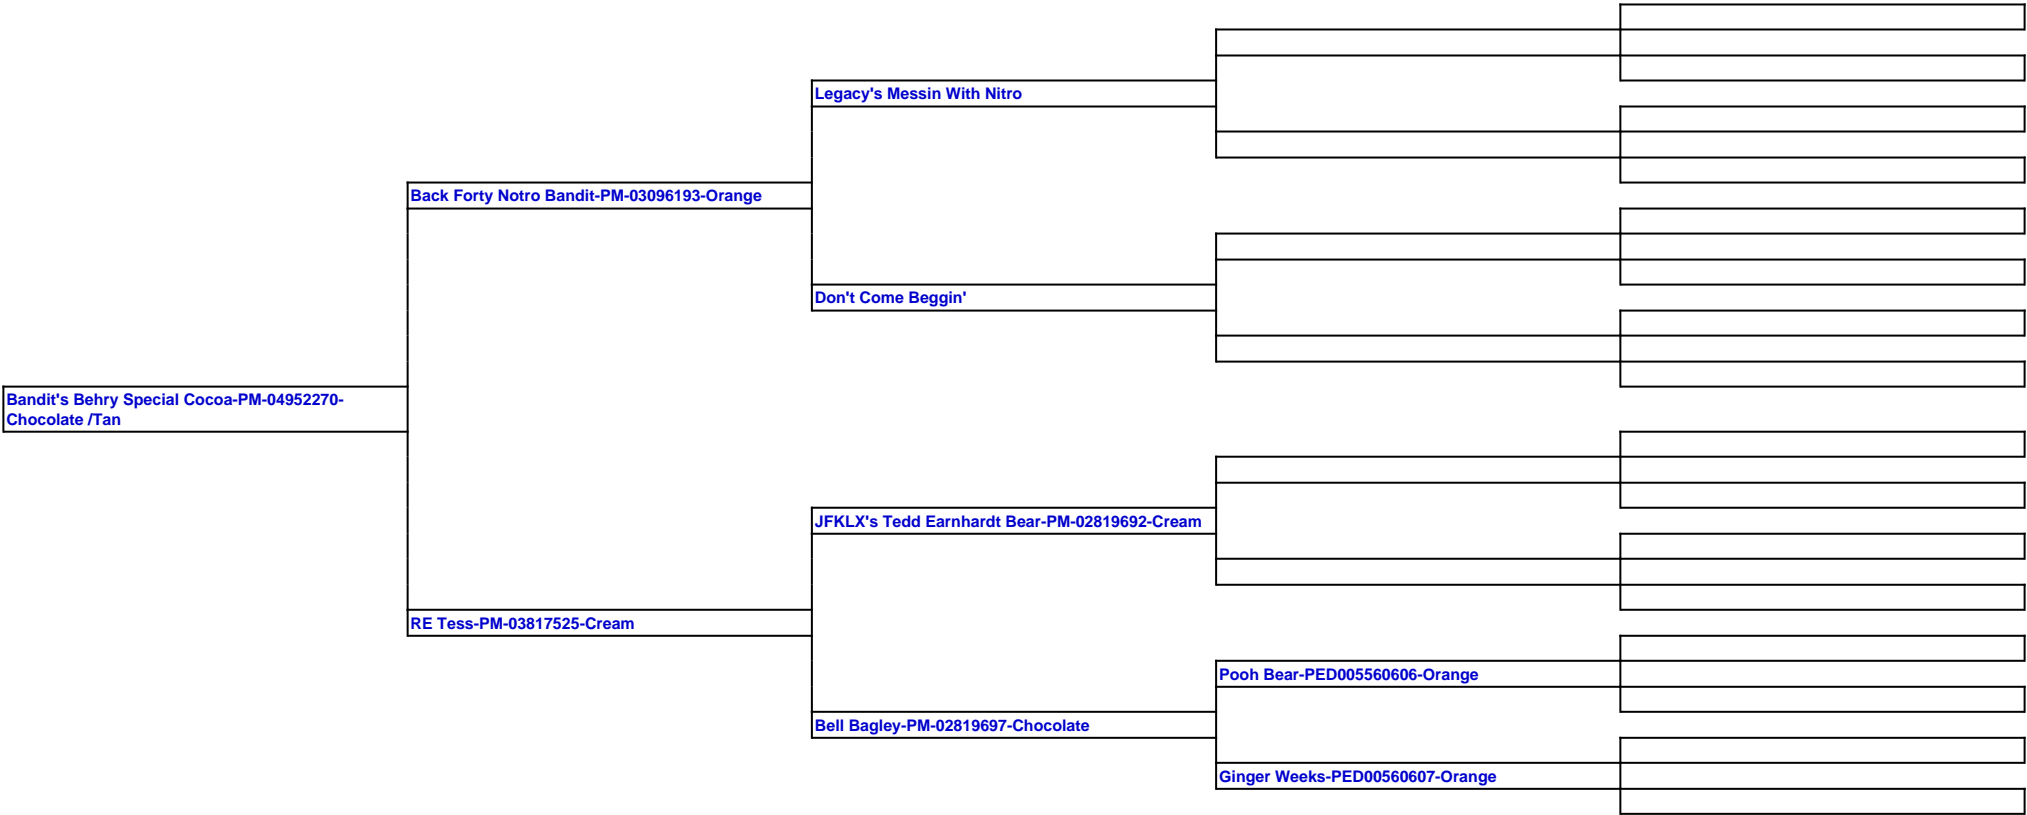 Legacy's Messin With Nitro
Back Forty Notro Bandit-PM-03096193-Orange
Don't Come Beggin'
Bandit's Behry Special Cocoa-PM-04952270-
Chocolate /Tan
JFKLX's Tedd Earnhardt Bear-PM-02819692-Cream
RE Tess-PM-03817525-Cream
Pooh Bear-PED005560606-Orange
Bell Bagley-PM-02819697-Chocolate
Ginger Weeks-PED00560607-Orange